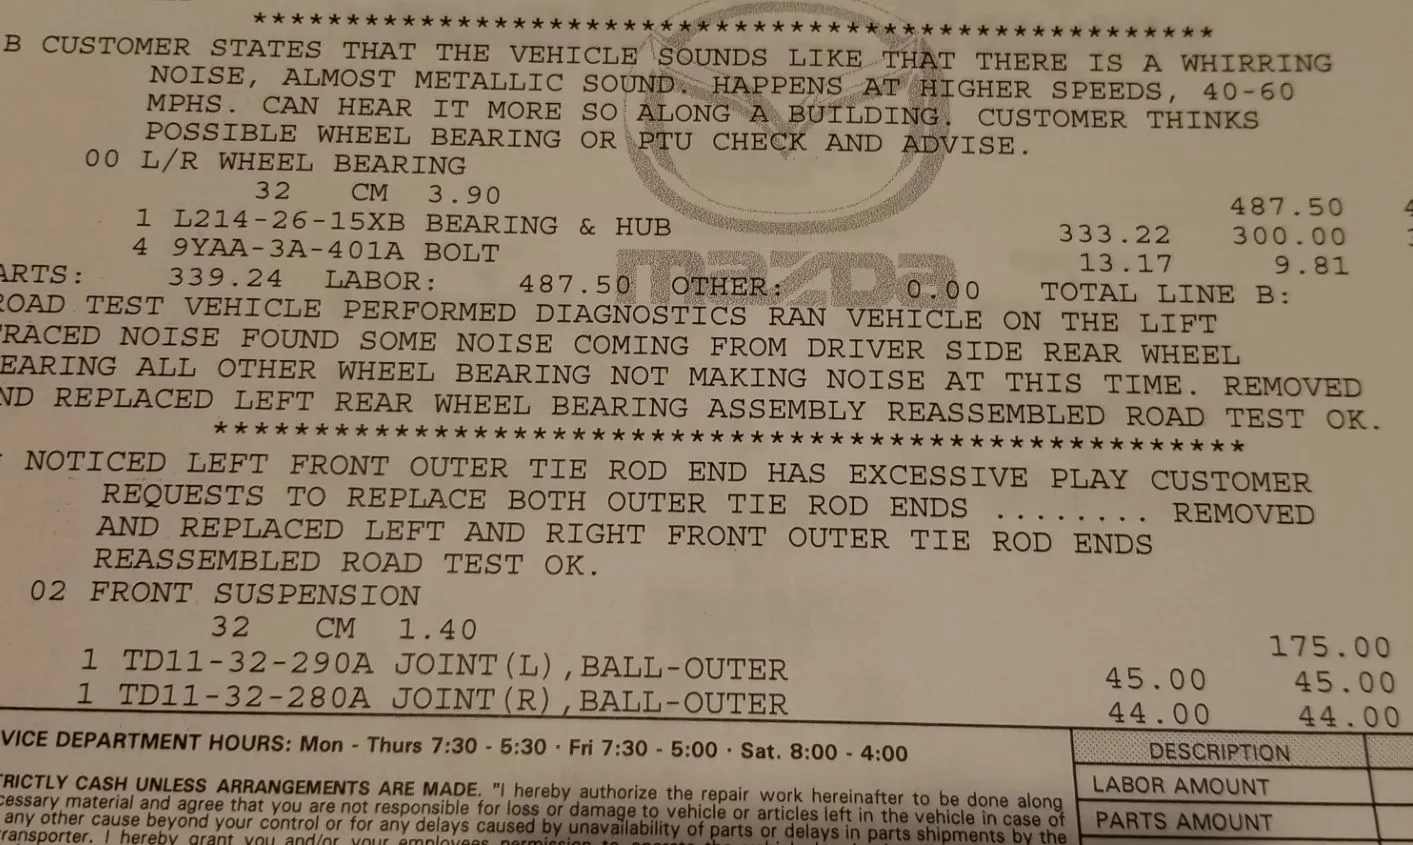 *****************************************************
B CUSTOMER STATES THAT THE VEHICLE SOUNDS LIKE THAT THERE IS A WHIRRING
NOISE, ALMOST METALLIC SOUND. HAPPENS AT HIGHER SPEEDS, 40-60
MPHS. CAN HEAR IT MORE SO ALONG A BUILDING. CUSTOMER THINKS
POSSIBLE WHEEL BEARING OR PTU CHECK AND ADVISE.
00 L/R WHEEL BEARING
32 CM 3.90 487.50 4
1 L214-26-15XB BEARING & HUB 333.22 300.00
4 9YAA-3A-401A BOLT 13.17 9.81
ARTS: 339.24 LABOR: 487.50 OTHER: 0.00 TOTAL LINE B:
mazda
ROAD TEST VEHICLE PERFORMED DIAGNOSTICS RAN VEHICLE ON THE LIFT
TRACED NOISE FOUND SOME NOISE COMING FROM DRIVER SIDE REAR WHEEL
EARING ALL OTHER WHEEL BEARING NOT MAKING NOISE AT THIS TIME. REMOVED
ND REPLACED LEFT REAR WHEEL BEARING ASSEMBLY REASSEMBLED ROAD TEST OK.
*****************************************************
NOTICED LEFT FRONT OUTER TIE ROD END HAS EXCESSIVE PLAY CUSTOMER
REQUESTS TO REPLACE BOTH OUTER TIE ROD ENDS ........ REMOVED
AND REPLACED LEFT AND RIGHT FRONT OUTER TIE ROD ENDS
REASSEMBLED ROAD TEST OK.
02 FRONT SUSPENSION
32 CM 1.40 175.00
1 TD11-32-290A JOINT(L),BALL-OUTER 45.00 45.00
1 TD11-32-280A JOINT(R),BALL-OUTER 44.00 44.00
VICE DEPARTMENT HOURS: Mon - Thurs 7:30 - 5:30 · Fri 7:30 - 5:00 · Sat. 8:00 - 4:00
TRICTLY CASH UNLESS ARRANGEMENTS ARE MADE. "I hereby authorize the repair work hereinafter to be done along
cessary material and agree that you are not responsible for loss or damage to vehicle or articles left in the vehicle in case of
any other cause beyond your control or for any delays caused by unavailability of parts or delays in parts shipments by the
ransporter. I hereby grant you and/or your employees permission to
DESCRIPTION
LABOR AMOUNT
PARTS AMOUNT